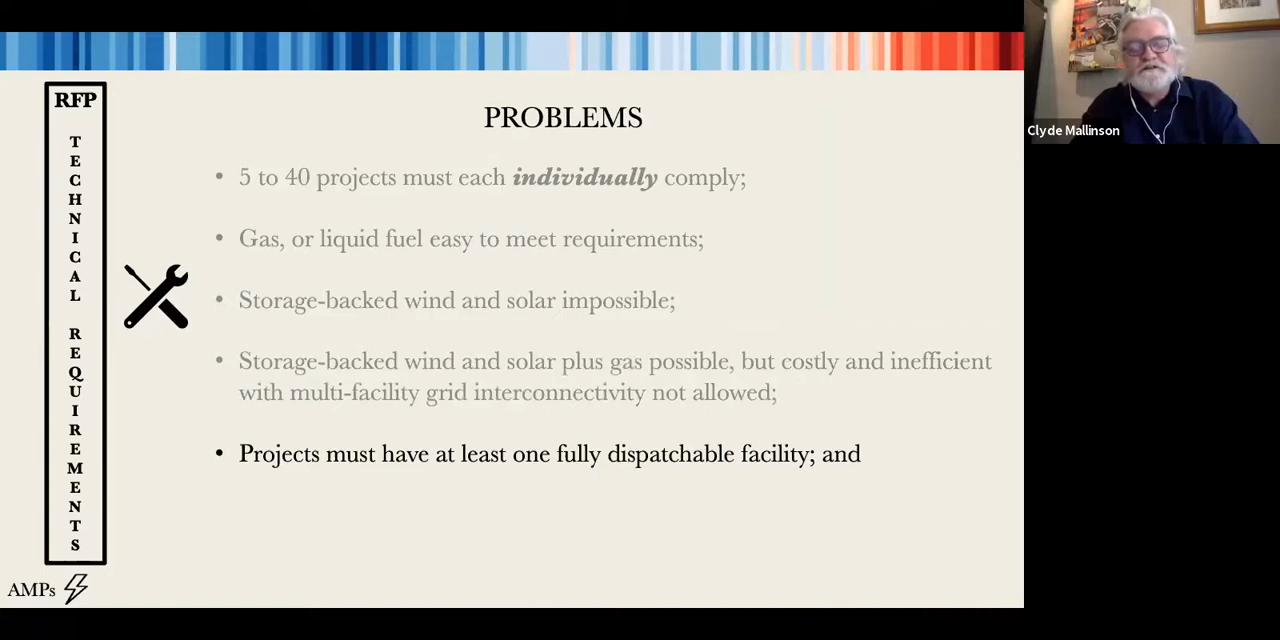 RFP
TECHNICAL
REQUIREMENTS
PROBLEMS
• 5 to 40 projects must each individually comply;
• Gas, or liquid fuel easy to meet requirements;
• Storage-backed wind and solar impossible;
• Storage-backed wind and solar plus gas possible, but costly and inefficient
with multi-facility grid interconnectivity not allowed;
• Projects must have at least one fully dispatchable facility; and
AMPs
Clyde Mallinson